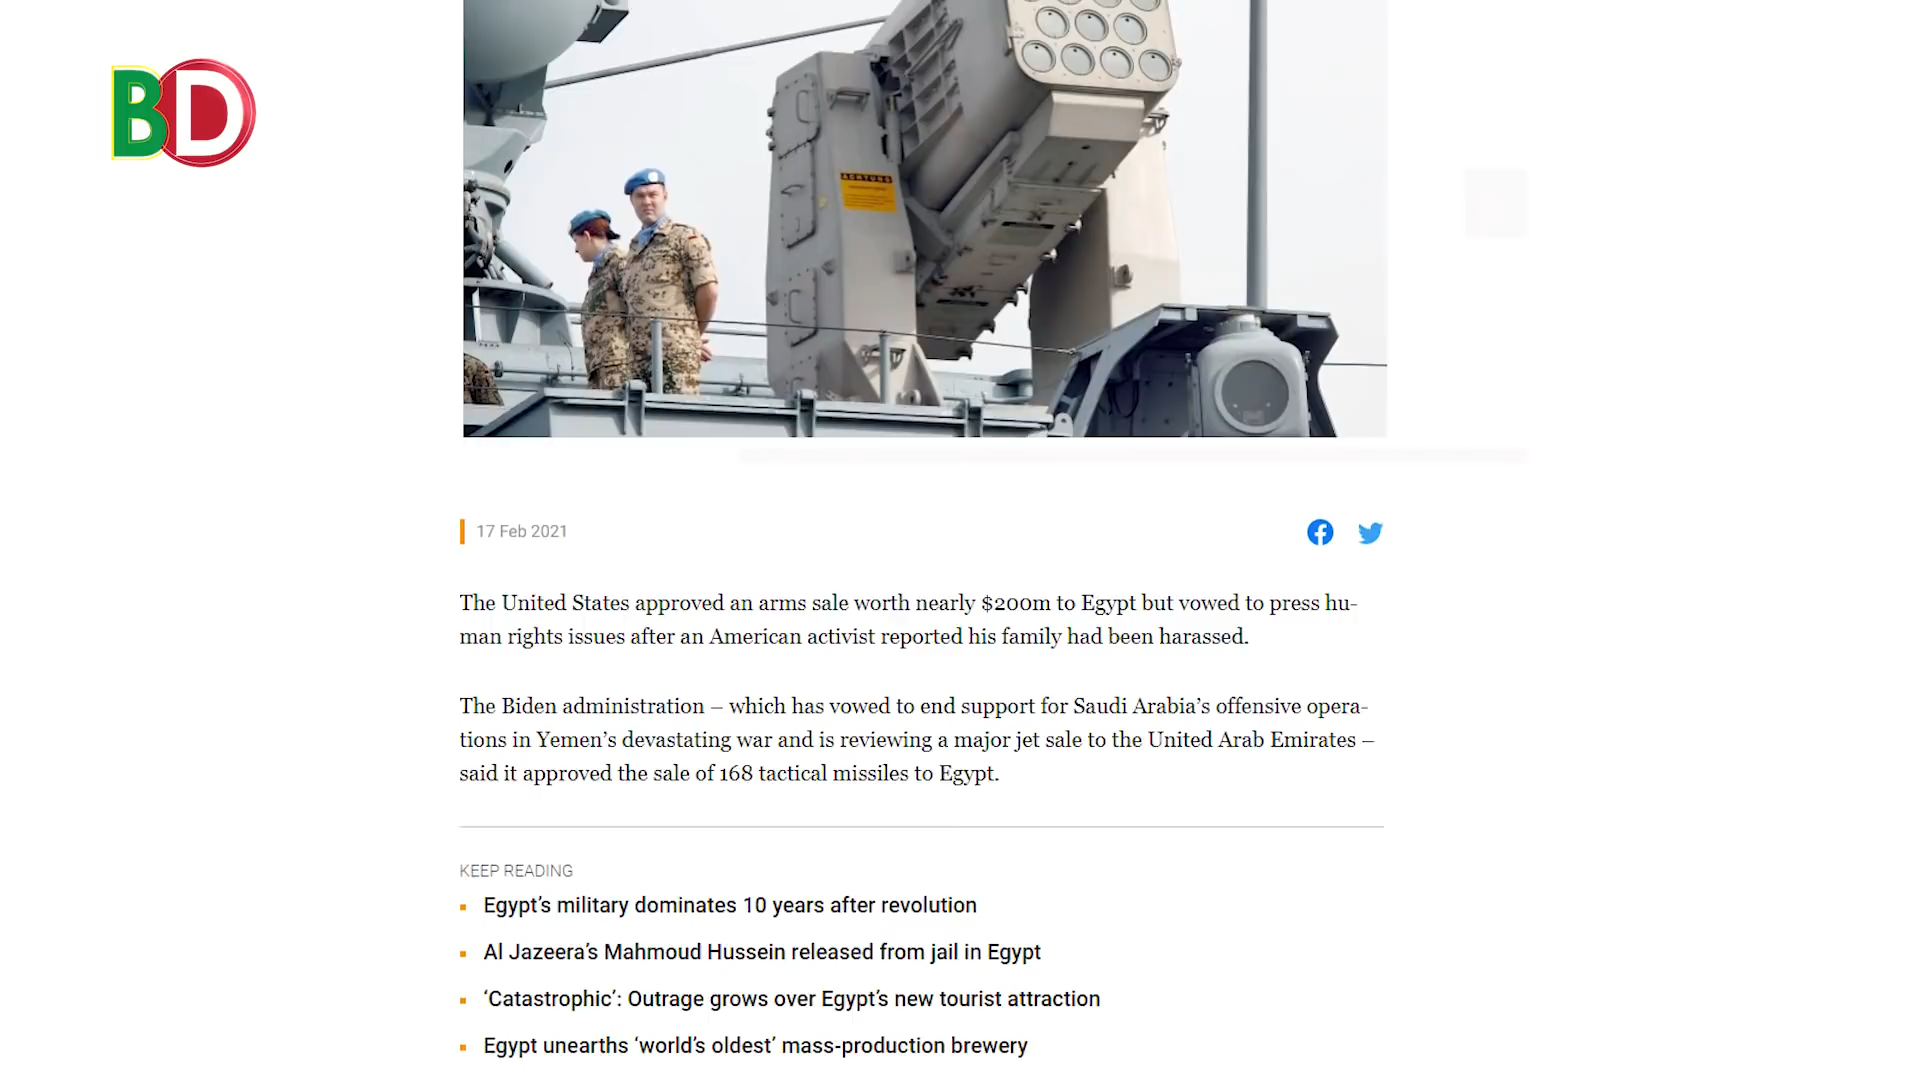 BD
ACHTUNG
17 Feb 2021
The United States approved an arms sale worth nearly $200m to Egypt but vowed to press hu-
man rights issues after an American activist reported his family had been harassed.
The Biden administration – which has vowed to end support for Saudi Arabia’s offensive opera-
tions in Yemen’s devastating war and is reviewing a major jet sale to the United Arab Emirates –
said it approved the sale of 168 tactical missiles to Egypt.
KEEP READING
Egypt’s military dominates 10 years after revolution
Al Jazeera’s Mahmoud Hussein released from jail in Egypt
‘Catastrophic’: Outrage grows over Egypt’s new tourist attraction
Egypt unearths ‘world’s oldest’ mass-production brewery